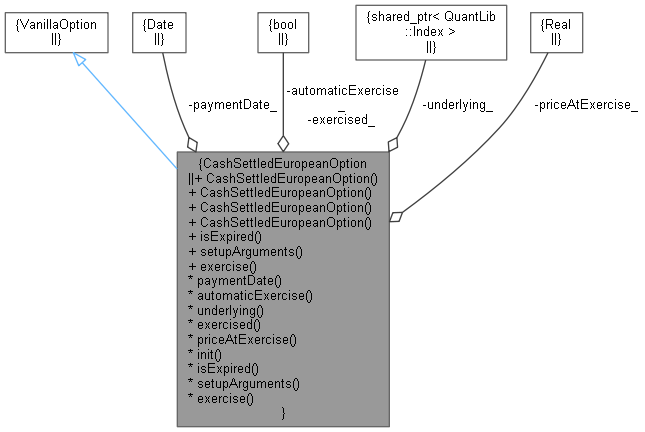 {VanillaOption
||}
{Date
||}
{bool
||}
{shared_ptr< QuantLib
::Index >
||}
{Real
||}
-paymentDate_
-automaticExercise
_
-exercised_
-underlying_
-priceAtExercise_
{CashSettledEuropeanOption
||+ CashSettledEuropeanOption()
+ CashSettledEuropeanOption()
+ CashSettledEuropeanOption()
+ CashSettledEuropeanOption()
+ isExpired()
+ setupArguments()
+ exercise()
* paymentDate()
* automaticExercise()
* underlying()
* exercised()
* priceAtExercise()
* init()
* isExpired()
* setupArguments()
* exercise()
}